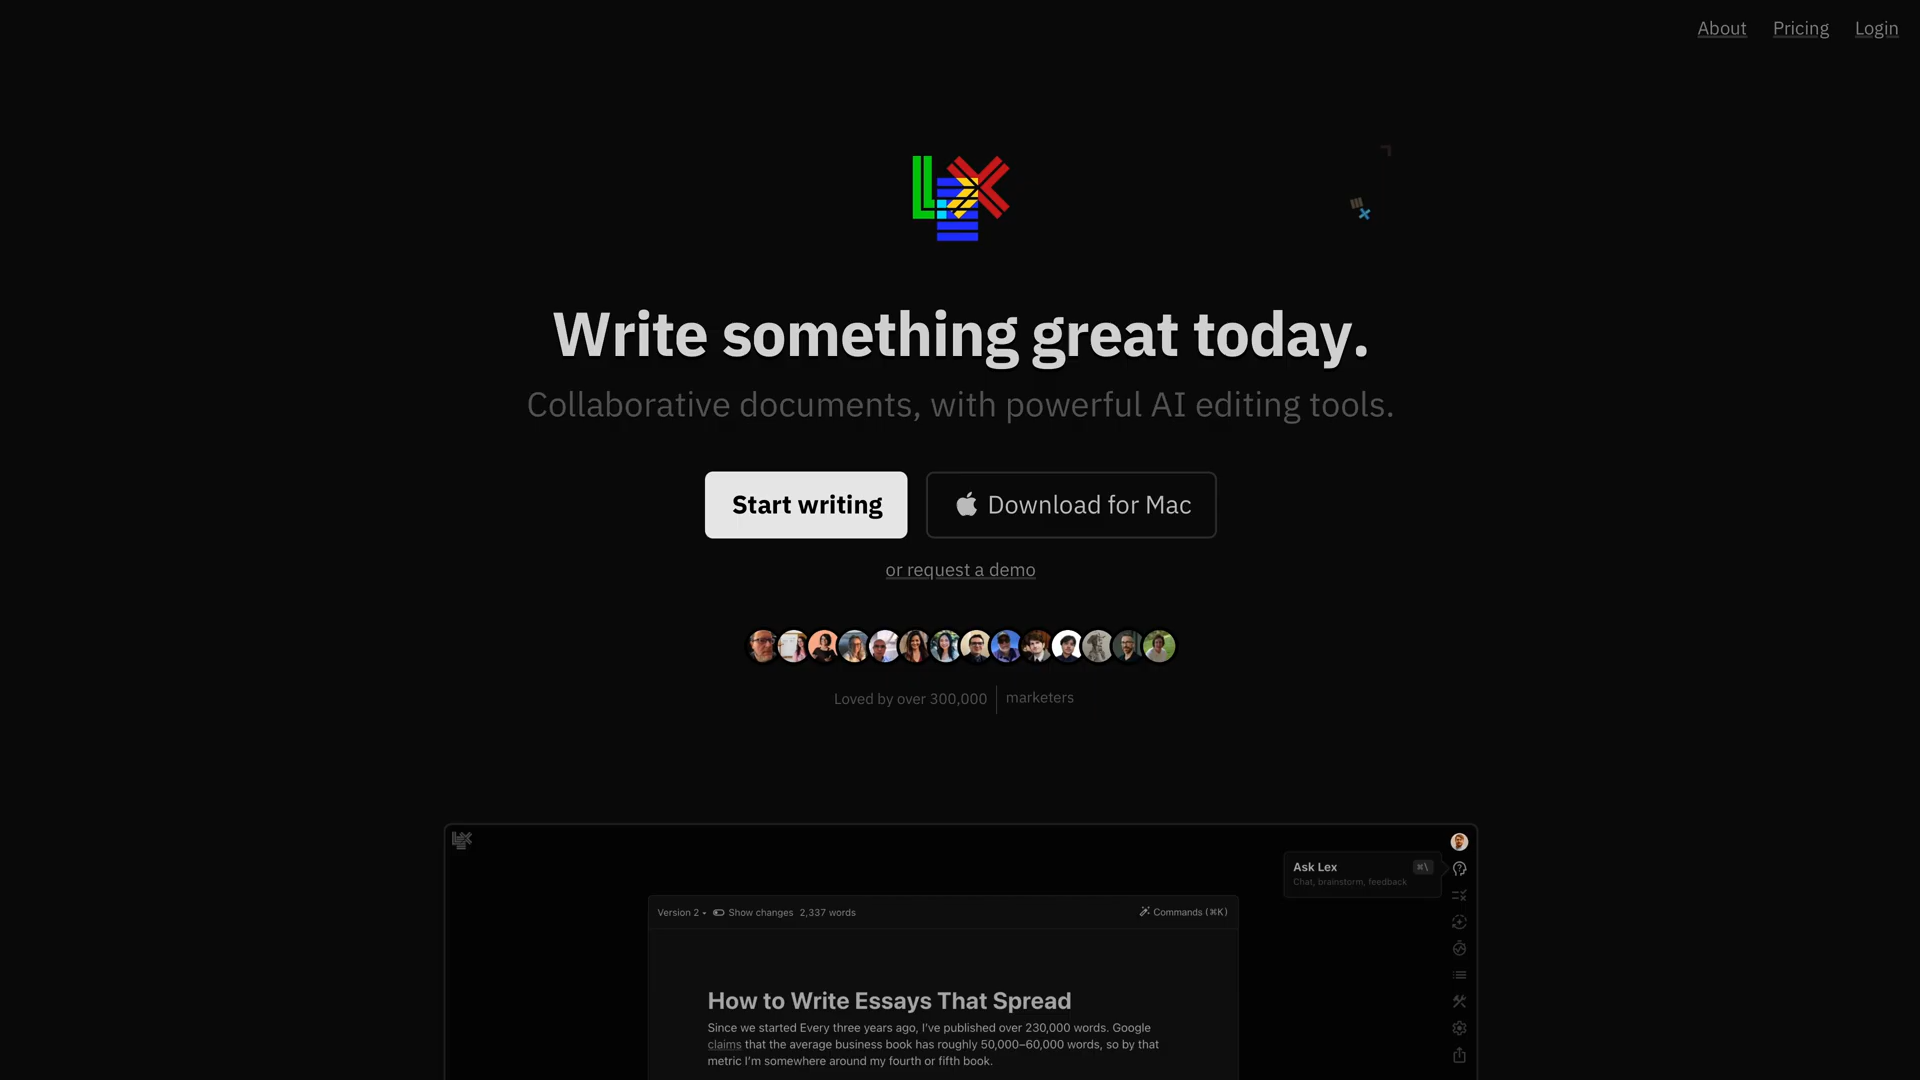 About Pricing Login
LEX
Write something great today.
Collaborative documents, with powerful AI editing tools.
Start writing
Download for Mac
or request a demo
Loved by over 300,000 marketers
LEX
Ask Lex ⌘\
Chat, brainstorm, feedback
Version 2 Show changes 2,337 words Commands (⌘K)
How to Write Essays That Spread
Since we started Every three years ago, I've published over 230,000 words. Google
claims that the average business book has roughly 50,000–60,000 words, so by that
metric I'm somewhere around my fourth or fifth book.